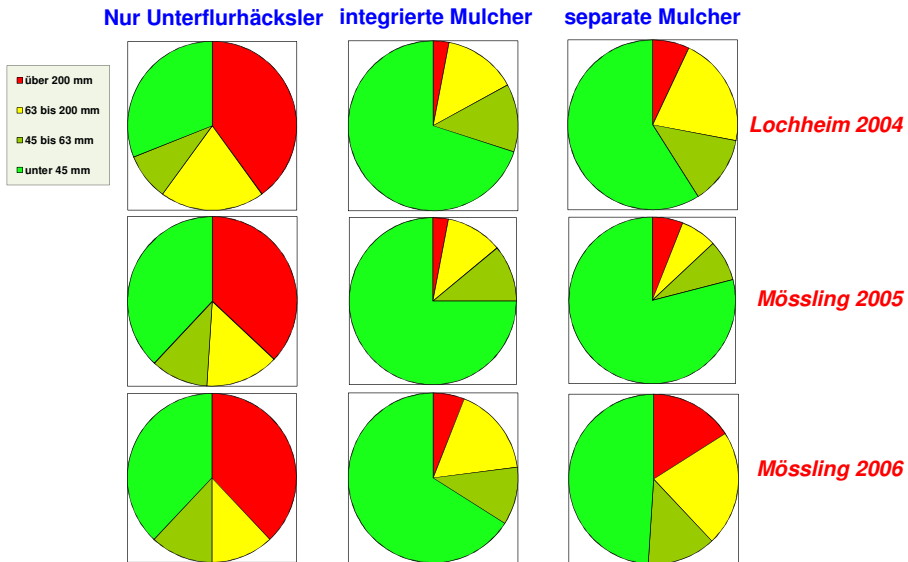 Nur Unterflurhäcksler integrierte Mulcher separate Mulcher
über 200 mm
63 bis 200 mm
45 bis 63 mm
unter 45 mm
Lochheim 2004
Mössling 2005
Mössling 2006